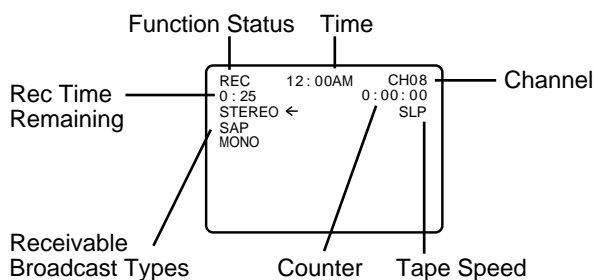 Function Status Time
REC 12:00AM CH08
Channel
Rec Time
Remaining
0:25 0:00:00
STEREO ← SLP
SAP
MONO
Receivable
Broadcast Types
Counter
Tape Speed